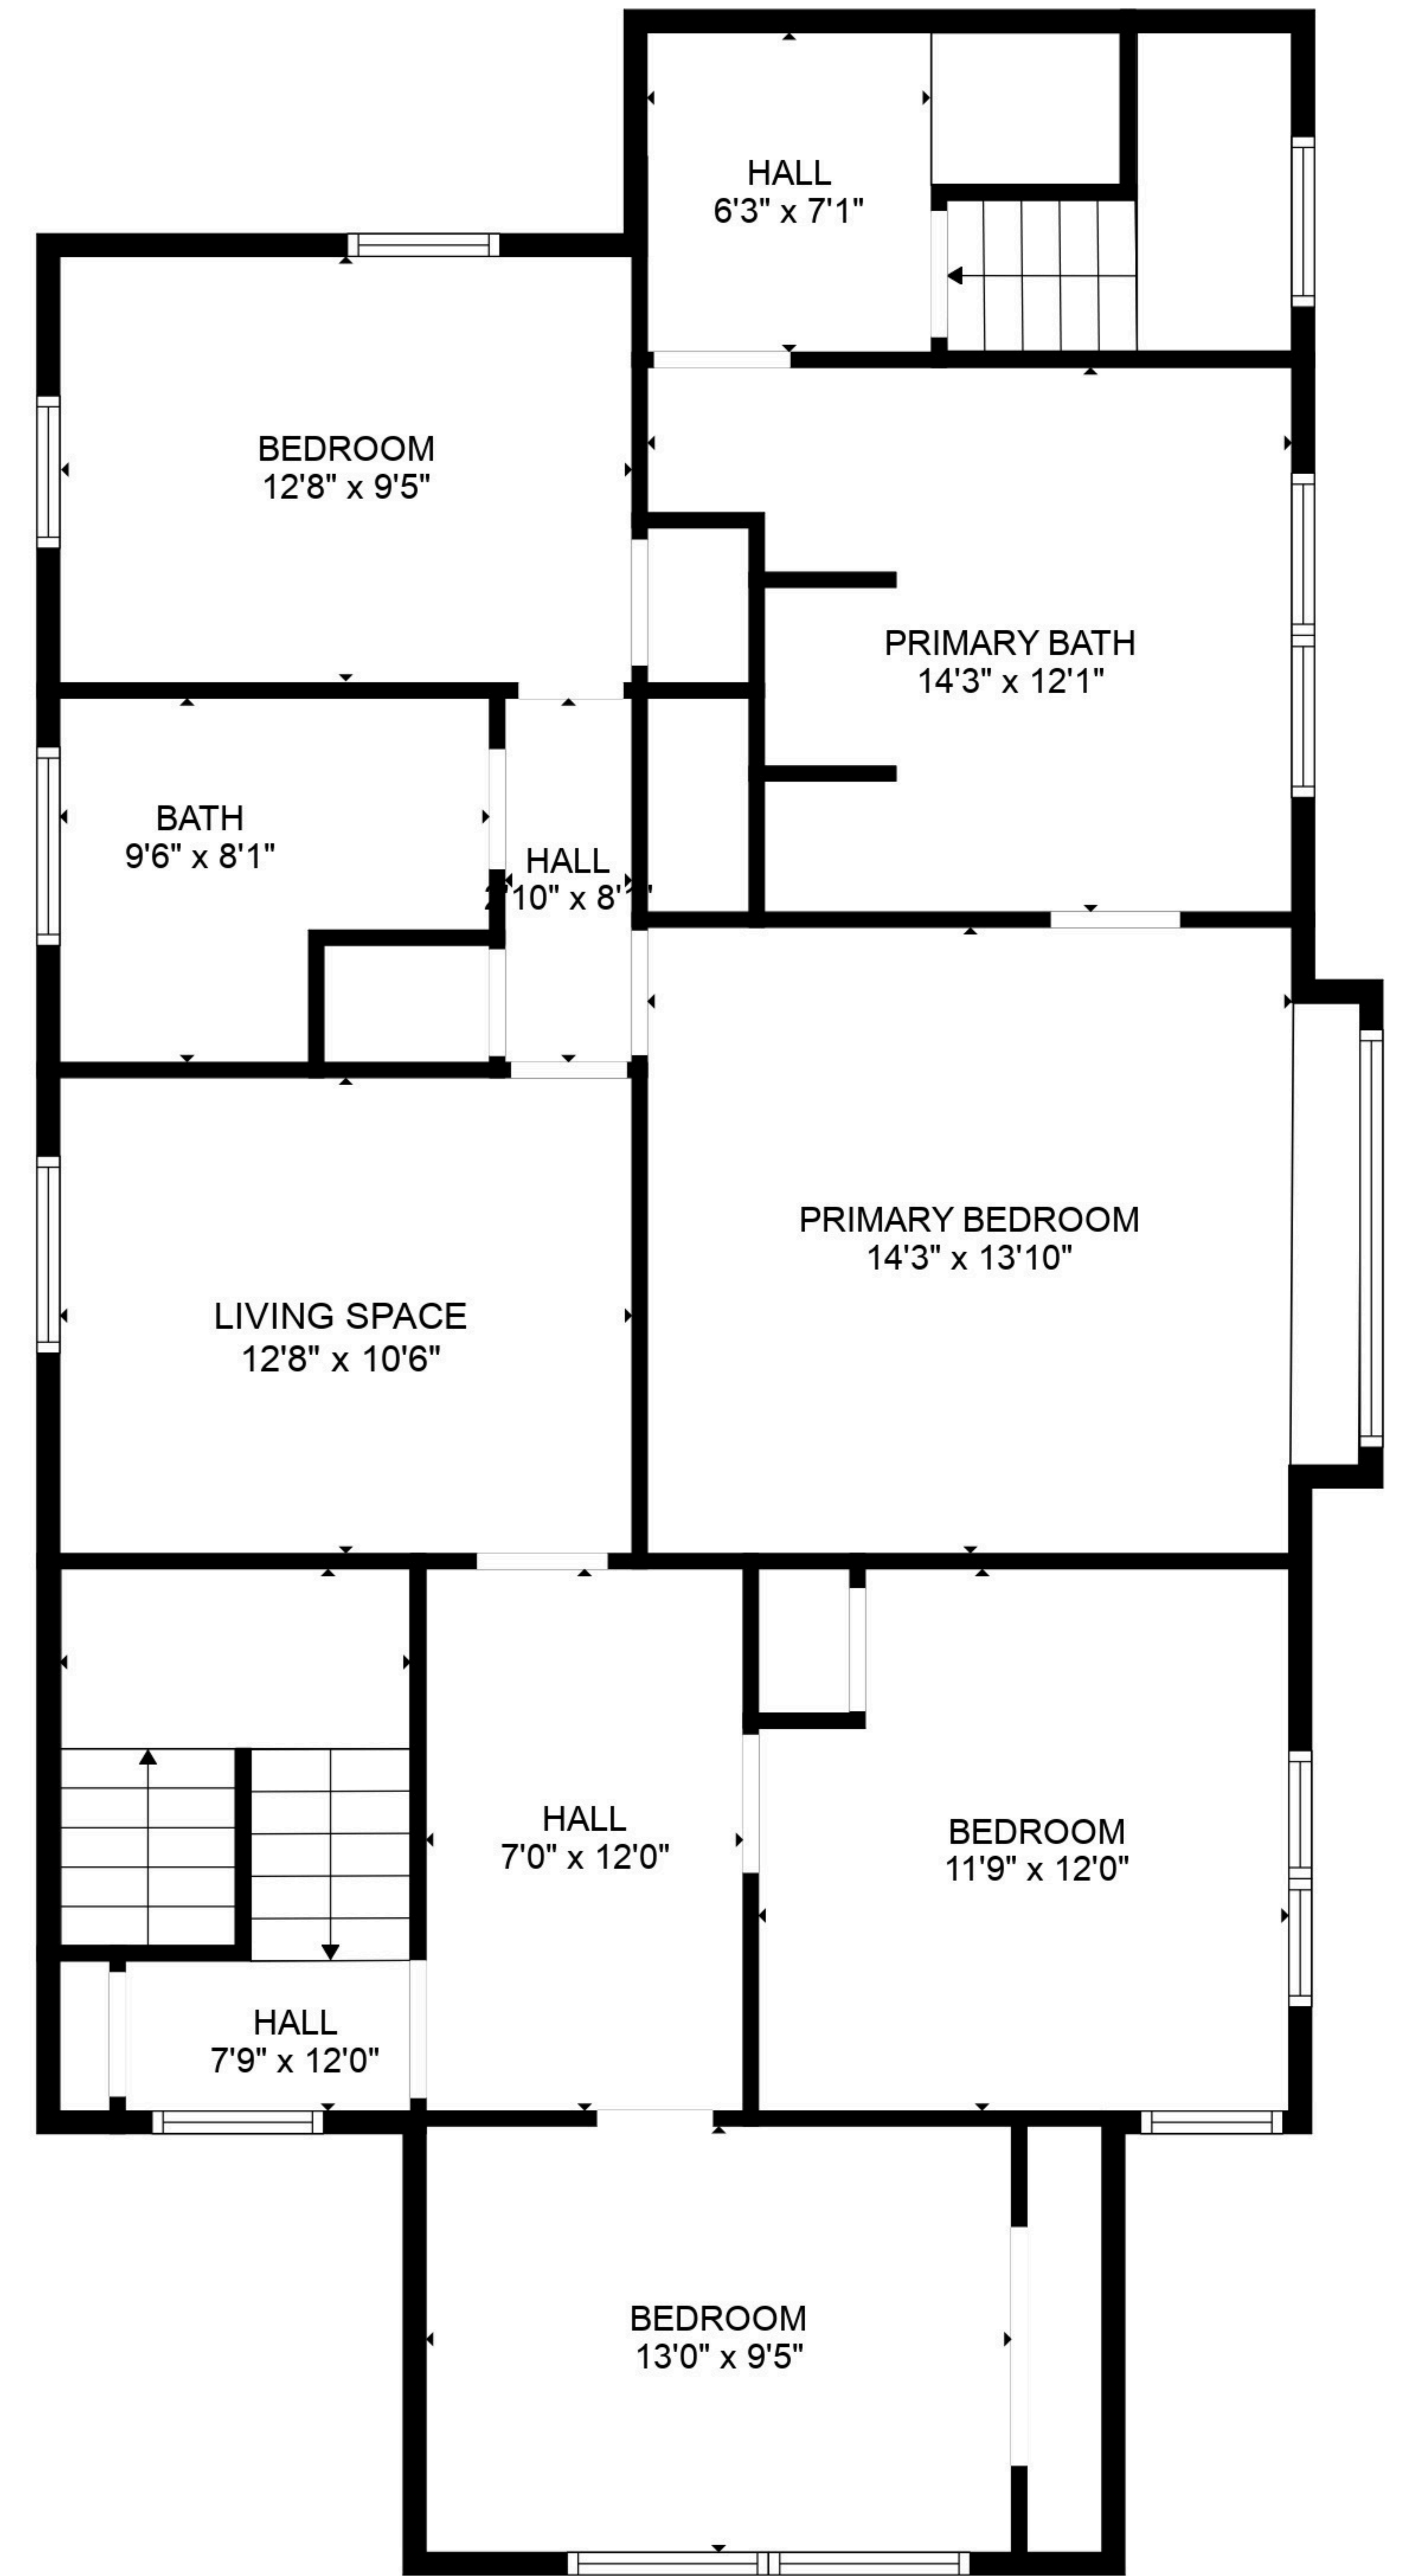 HALL
6'3" x 7'1"
BEDROOM
12'8" x 9'5"
PRIMARY BATH
14'3" x 12'1"
BATH
9'6" x 8'1"
HALL
10" x 8'
PRIMARY BEDROOM
14'3" x 13'10"
LIVING SPACE
12'8" x 10'6"
HALL
7'0" x 12'0"
BEDROOM
11'9" x 12'0"
HALL
7'9" x 12'0"
BEDROOM
13'0" x 9'5"